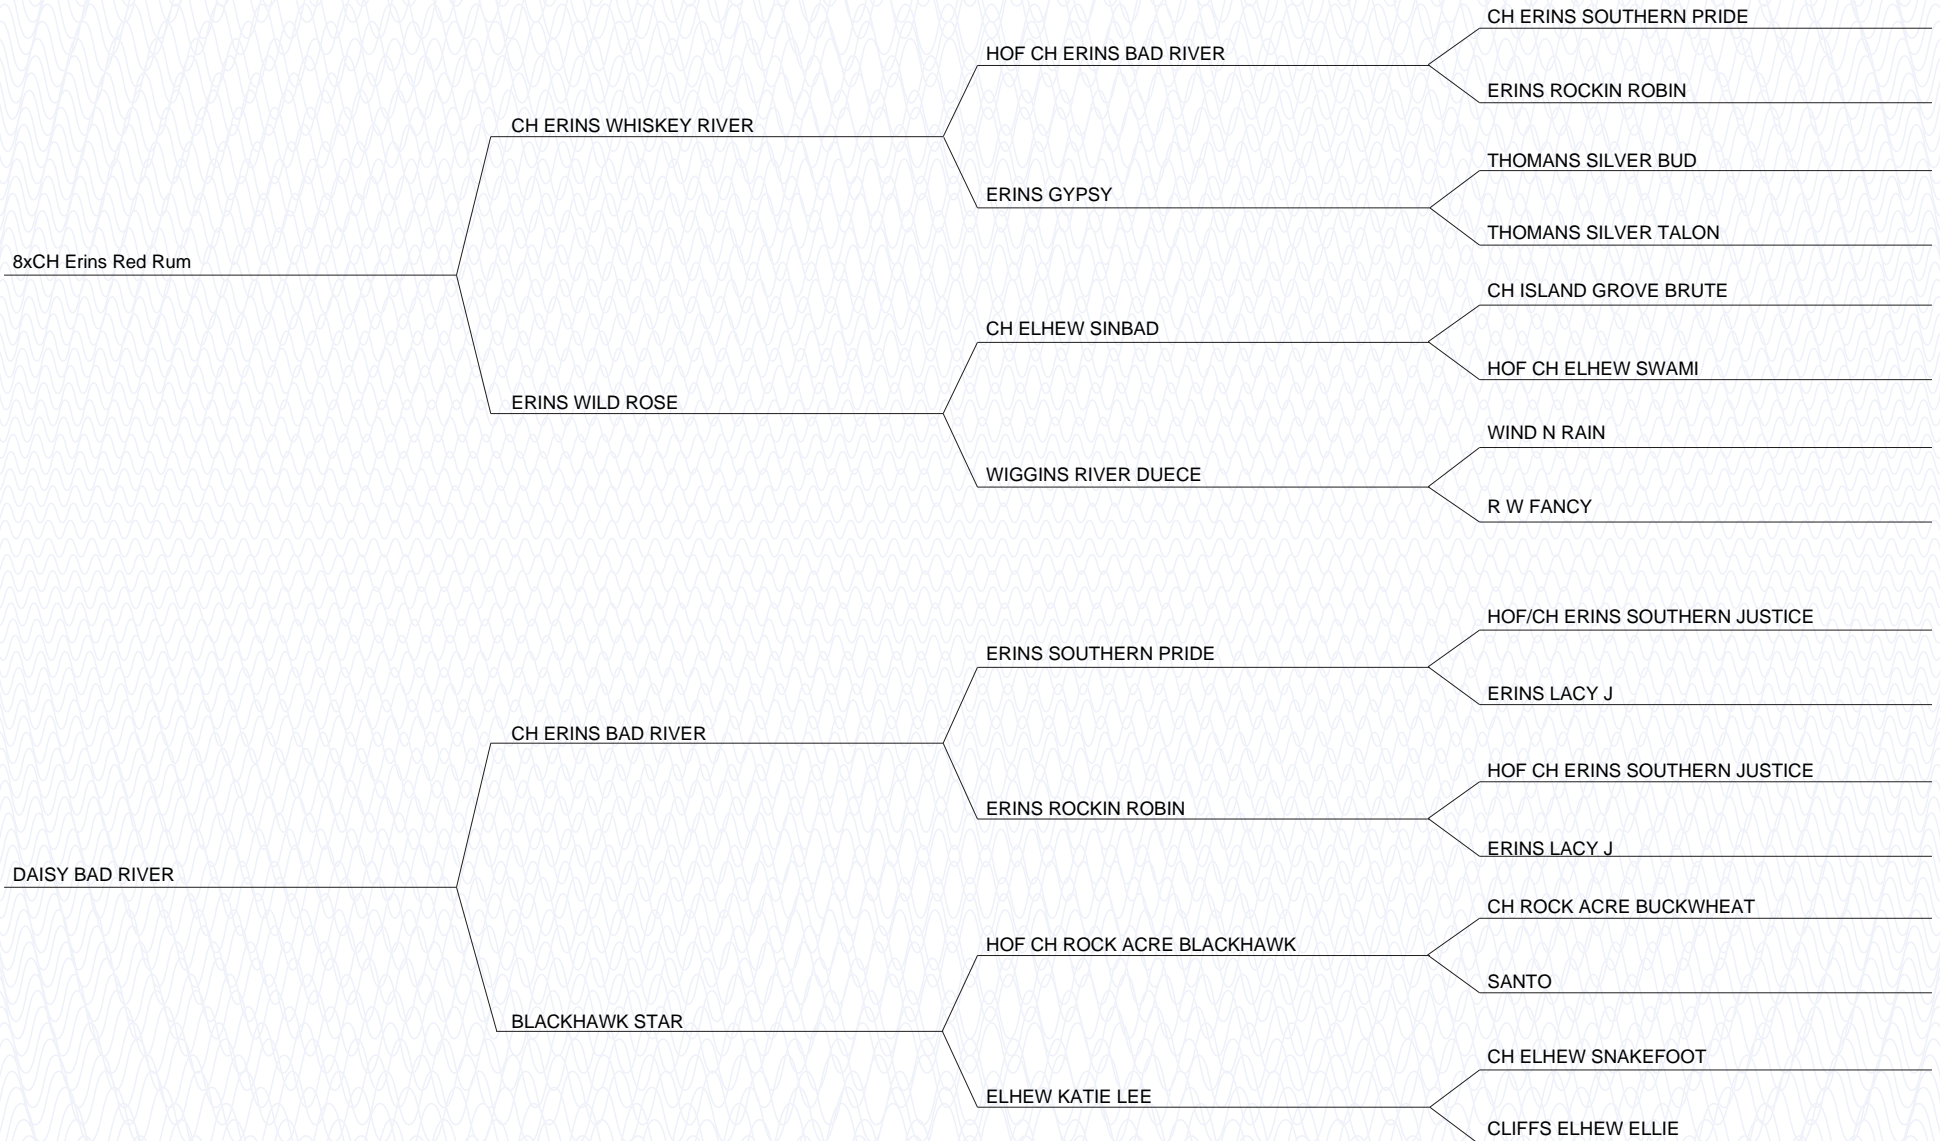 CH ERINS SOUTHERN PRIDE
HOF CH ERINS BAD RIVER
ERINS ROCKIN ROBIN
CH ERINS WHISKEY RIVER
THOMANS SILVER BUD
ERINS GYPSY
THOMANS SILVER TALON
8xCH Erins Red Rum
CH ISLAND GROVE BRUTE
CH ELHEW SINBAD
HOF CH ELHEW SWAMI
ERINS WILD ROSE
WIND N RAIN
WIGGINS RIVER DUECE
R W FANCY
HOF/CH ERINS SOUTHERN JUSTICE
ERINS SOUTHERN PRIDE
ERINS LACY J
CH ERINS BAD RIVER
HOF CH ERINS SOUTHERN JUSTICE
ERINS ROCKIN ROBIN
ERINS LACY J
DAISY BAD RIVER
CH ROCK ACRE BUCKWHEAT
HOF CH ROCK ACRE BLACKHAWK
SANTO
BLACKHAWK STAR
CH ELHEW SNAKEFOOT
ELHEW KATIE LEE
CLIFFS ELHEW ELLIE